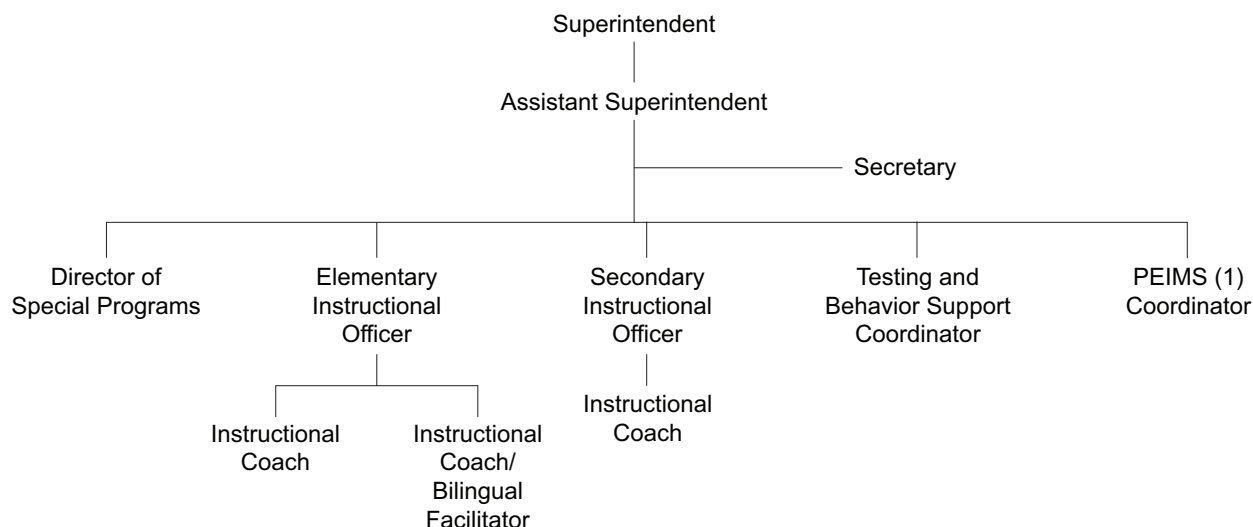 Superintendent
Assistant Superintendent
Secretary
Director of
Special Programs
Elementary
Instructional
Officer
Secondary
Instructional
Officer
Testing and
Behavior Support
Coordinator
PEIMS (1)
Coordinator
Instructional
Coach
Instructional
Coach/
Bilingual
Facilitator
Instructional
Coach